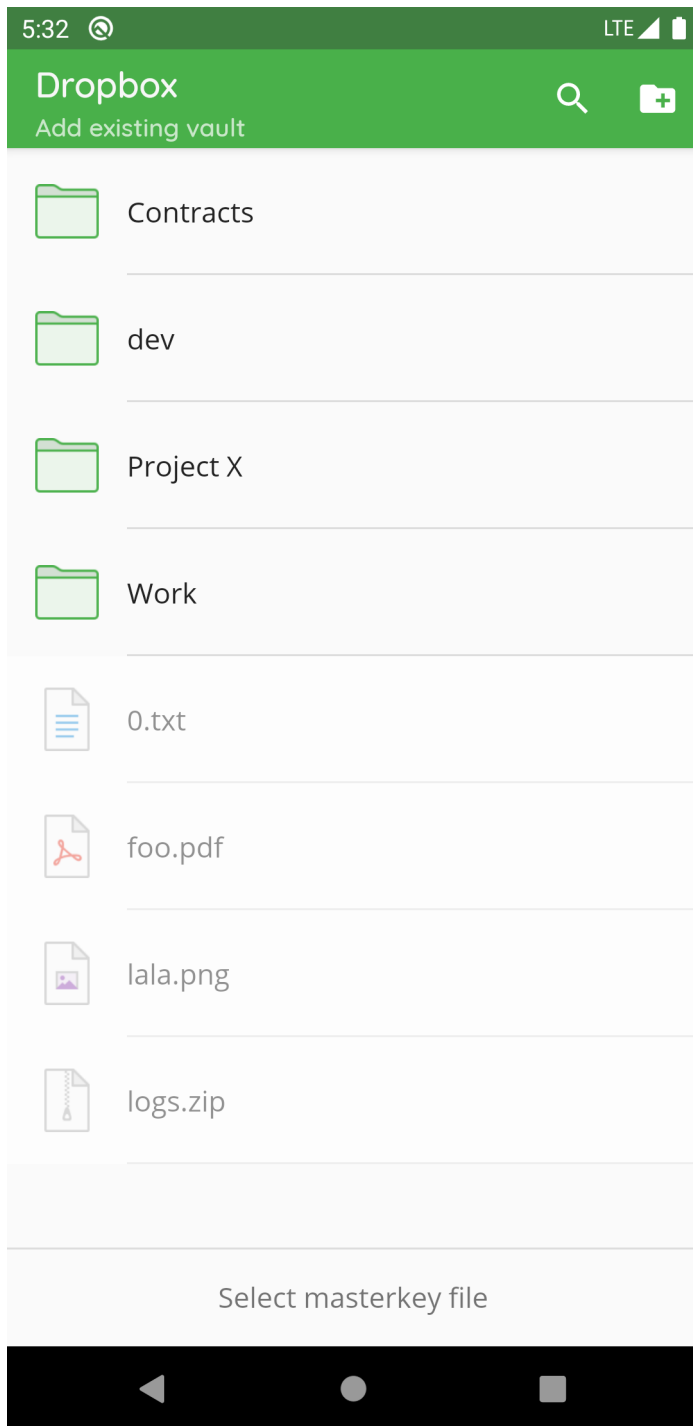 5:32
LTE
Dropbox
Add existing vault
Contracts
dev
Project X
Work
0.txt
foo.pdf
lala.png
logs.zip
Select masterkey file